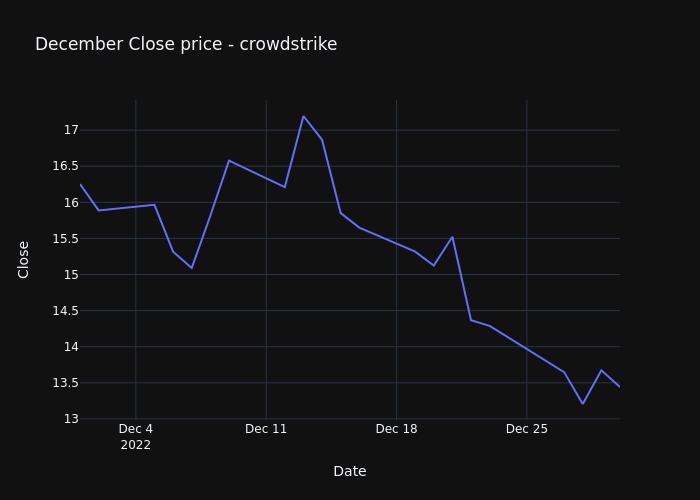 December Close price - crowdstrike
Close
17
16.5
16
15.5
15
14.5
14
13.5
13
Dec 4
2022
Dec 11
Dec 18
Dec 25
Date